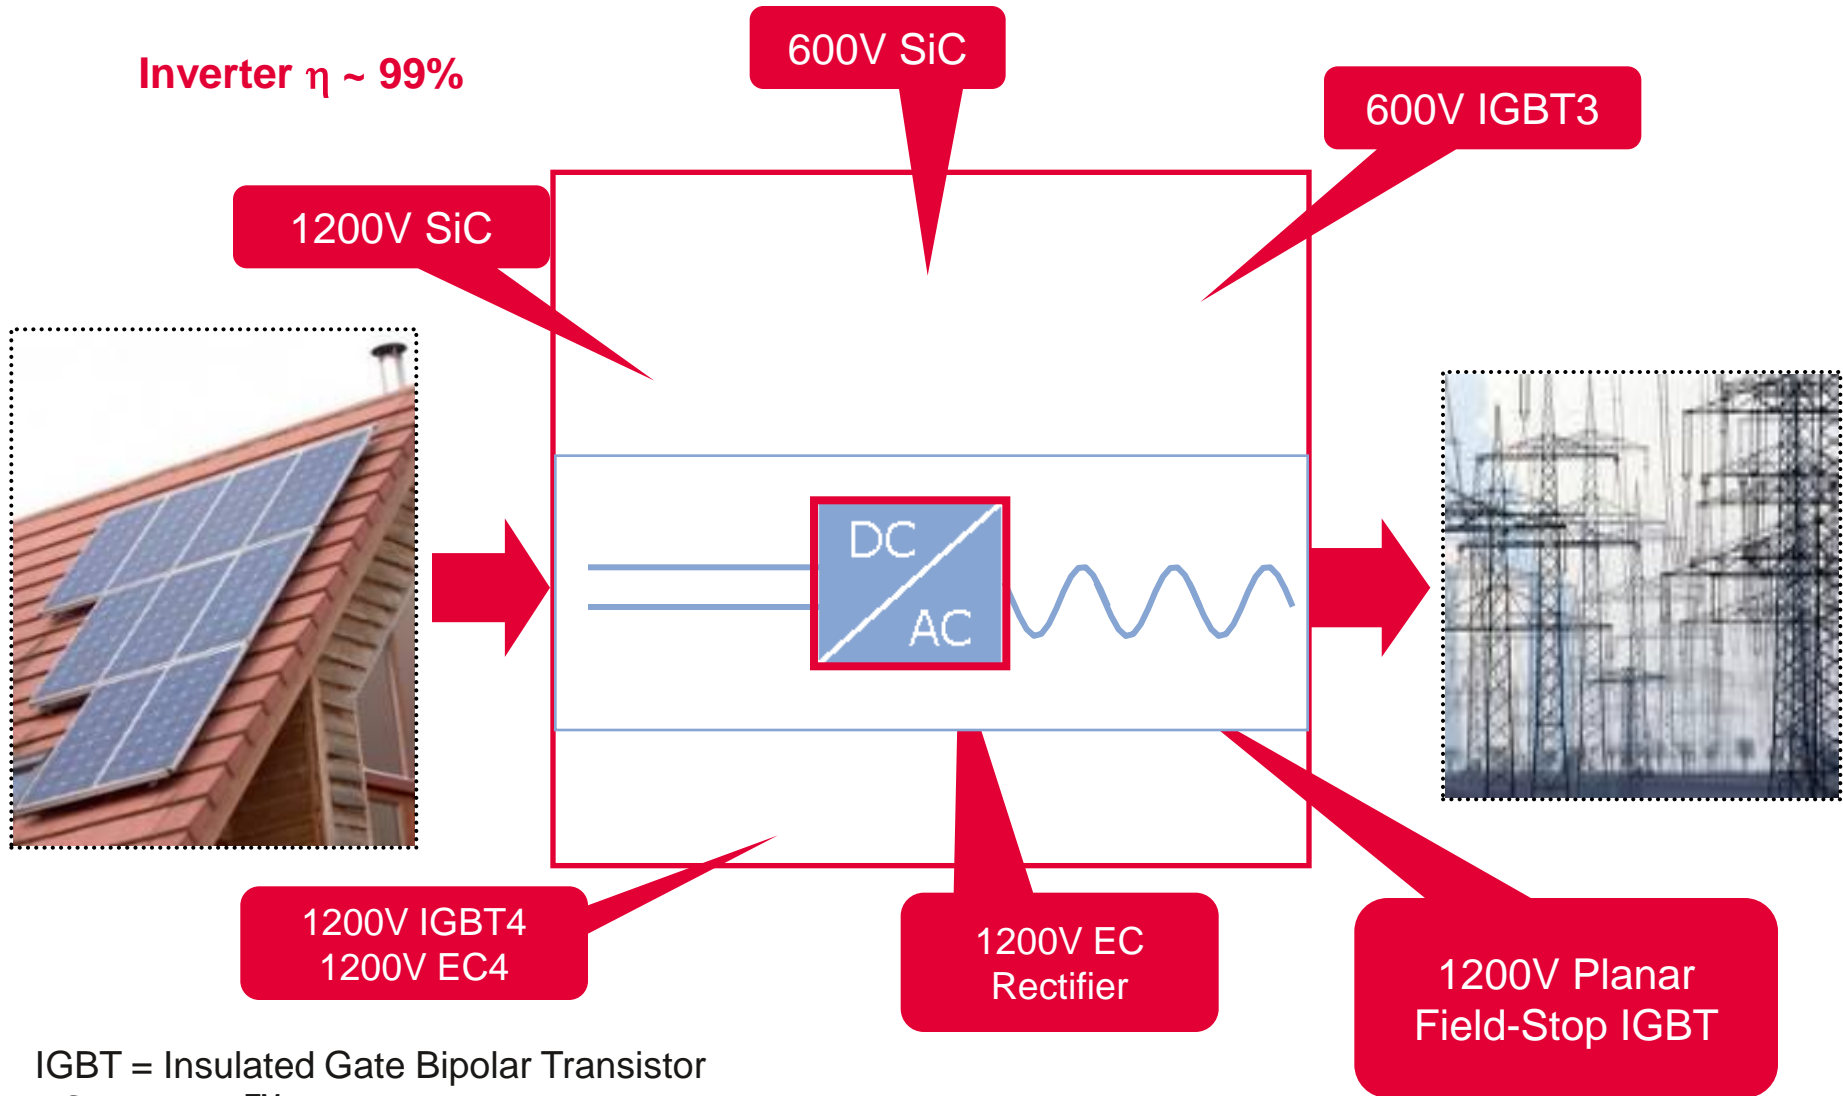 Inverter η ~ 99%
600V SiC
600V IGBT3
1200V SiC
DC
AC
1200V IGBT4
1200V EC4
1200V EC
Rectifier
1200V Planar
Field-Stop IGBT
IGBT = Insulated Gate Bipolar Transistor